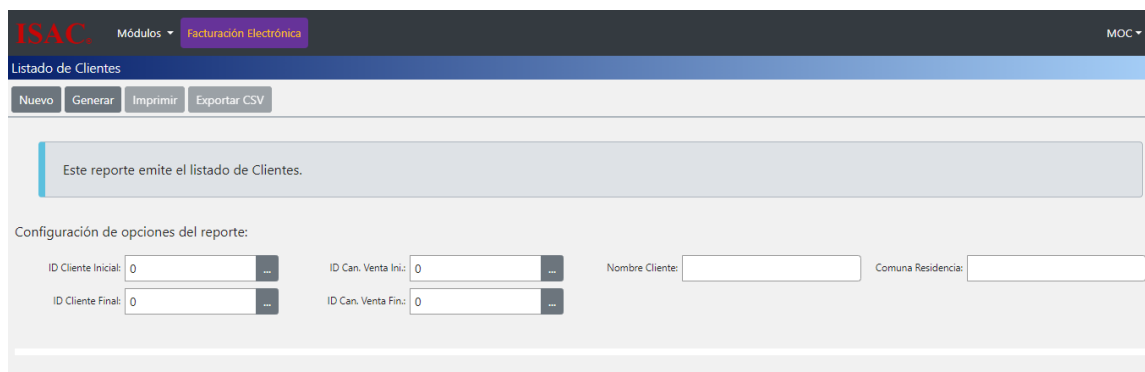 ISAC. Módulos Facturación Electrónica MOC
Listado de Clientes
Nuevo Generar Imprimir Exportar CSV
Este reporte emite el listado de Clientes.
Configuración de opciones del reporte:
ID Cliente Inicial: 0 ... ID Can. Venta Ini.: 0 ... Nombre Cliente: Comuna Residencia:
ID Cliente Final: 0 ... ID Can. Venta Fin.: 0 ...